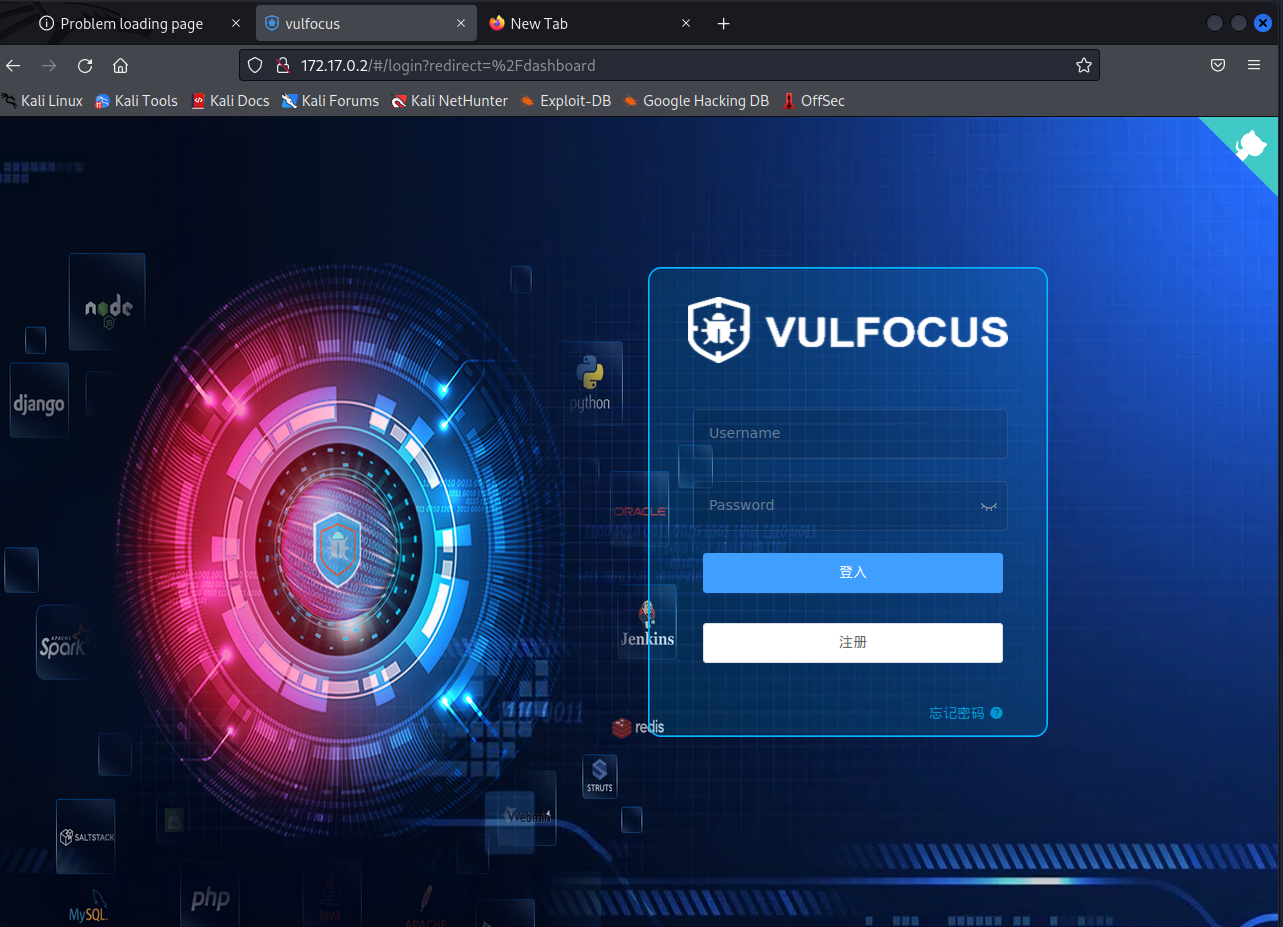 Problem loading page
vulfocus
New Tab
172.17.0.2/#/login?redirect=%2Fdashboard
Kali Linux
Kali Tools
Kali Docs
Kali Forums
Kali NetHunter
Exploit-DB
Google Hacking DB
OffSec
node
django
python
VULFOCUS
Username
Password
ORACLE
登入
Jenkins
注册
APACHE
Spark
忘记密码
redis
STRUTS
Webmin
SALTSTACK
MySQL
php
Java
APACHE